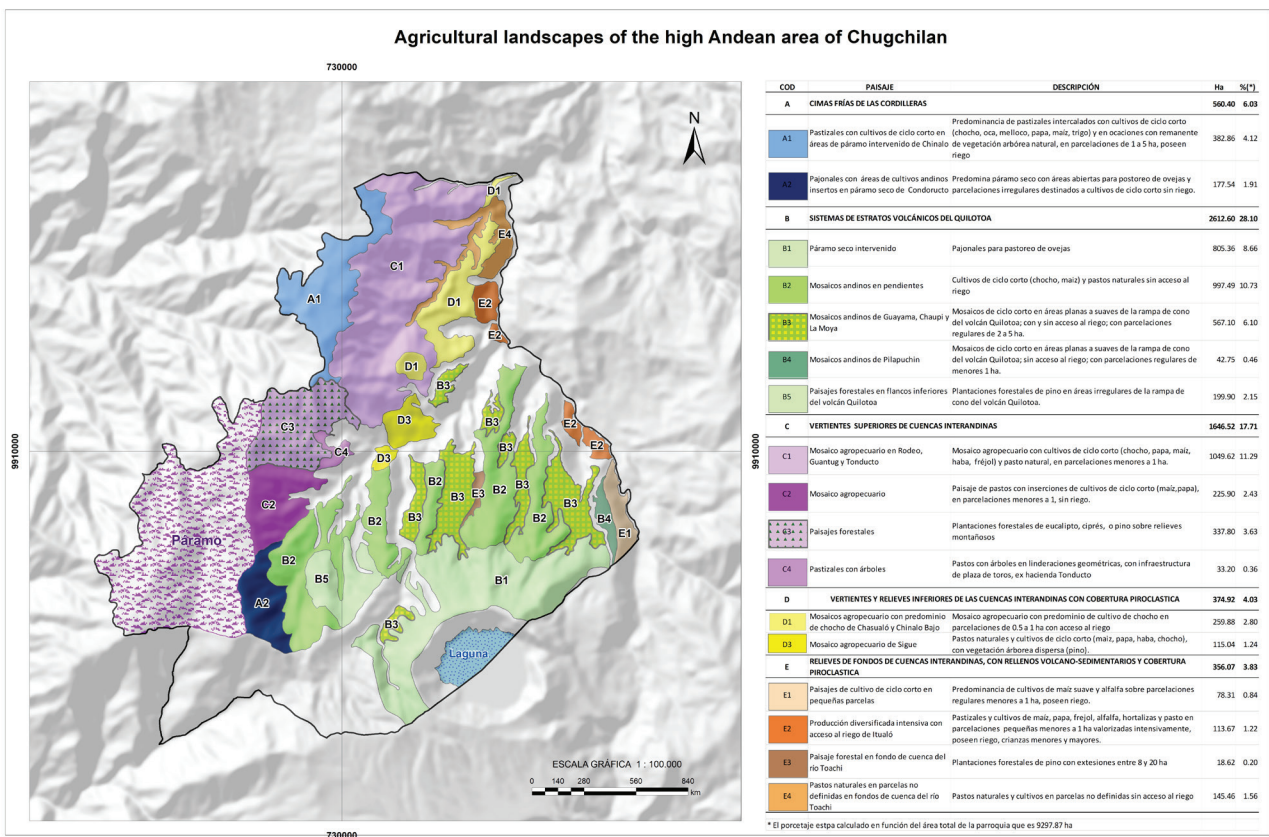 Agricultural landscapes of the high Andean area of Chugchilan
730000
N
9910000
9910000
D1
E4
C1
A1
D1
E2
E2
D1
B3
C3
D3
B3
E2
C4
E2
B3
D3
B2
B3
E3
B2
B3
B3
C2
B3
B2
B2
B4
E1
Páramo
B2
B5
B1
A2
B3
Laguna
ESCALA GRÁFICA 1 : 100.000
0 140 280 560 840
km
730000
COD PAISAJE DESCRIPCIÓN Ha %(*)
A CIMAS FRÍAS DE LAS CORDILLERAS 560.40 6.03
A1 Pastizales con cultivos de ciclo corto en áreas de páramo intervenido de Chinalo Predominancia de pastizales intercalados con cultivos de ciclo corto (chocho, oca, melloco, papa, maíz, trigo) y en ocaciones con remanente de vegetación arbórea natural, en parcelaciones de 1 a 5 ha, poseen riego 382.86 4.12
A2 Pajonales con áreas de cultivos andinos insertos en páramo seco de Condoructo Predomina páramo seco con áreas abiertas para postoreo de ovejas y parcelaciones irregulares destinados a cultivos de ciclo corto sin riego. 177.54 1.91
B SISTEMAS DE ESTRATOS VOLCÁNICOS DEL QUILOTOA 2612.60 28.10
B1 Páramo seco intervenido Pajonales para pastoreo de ovejas 805.36 8.66
B2 Mosaicos andinos en pendientes Cultivos de ciclo corto (chocho, maiz) y pastos naturales sin acceso al riego 997.49 10.73
B3 Mosaicos andinos de Guayama, Chaupi y La Moya Mosaicos de ciclo corto en áreas planas a suaves de la rampa de cono del volcán Quilotoa; con y sin acceso al riego; con parcelaciones regulares de 2 a 5 ha. 567.10 6.10
B4 Mosaicos andinos de Pilapuchin Mosaicos de ciclo corto en áreas planas a suaves de la rampa de cono del volcán Quilotoa; sin acceso al riego; con parcelaciones regulares de menores 1 ha. 42.75 0.46
B5 Paisajes forestales en flancos inferiores del volcán Quilotoa Plantaciones forestales de pino en áreas irregulares de la rampa de cono del volcán Quilotoa. 199.90 2.15
C VERTIENTES SUPERIORES DE CUENCAS INTERANDINAS 1646.52 17.71
C1 Mosaico agropecuario en Rodeo, Guantug y Tonducto Mosaico agropecuario con cultivos de ciclo corto (chocho, papa, maíz, haba, fréjol) y pasto natural, en parcelaciones menores a 1 ha. 1049.62 11.29
C2 Mosaico agropecuario Paisaje de pastos con inserciones de cultivos de ciclo corto (maíz,papa), en parcelaciones menores a 1, sin riego. 225.90 2.43
C3 Paisajes forestales Plantaciones forestales de eucalipto, ciprés, o pino sobre relieves montañosos 337.80 3.63
C4 Pastizales con árboles Pastos con árboles en linderaciones geométricas, con infraestructura de plaza de toros, ex hacienda Tonducto 33.20 0.36
D VERTIENTES Y RELIEVES INFERIORES DE LAS CUENCAS INTERANDINAS CON COBERTURA PIROCLASTICA 374.92 4.03
D1 Mosaicos agropecuario con predominio de chocho de Chasualó y Chinalo Bajo Mosaico agropecuario con predominio de cultivo de chocho en parcelaciones de 0.5 a 1 ha con acceso al riego 259.88 2.80
D3 Mosaico agropecuario de Sigue Pastos naturales y cultivos de ciclo corto (maiz, papa, haba, chocho), con vegetación arbórea dispersa (pino). 115.04 1.24
E RELIEVES DE FONDOS DE CUENCAS INTERANDINAS, CON RELLENOS VOLCANO-SEDIMENTARIOS Y COBERTURA PIROCLASTICA 356.07 3.83
E1 Paisajes de cultivo de ciclo corto en pequeñas parcelas Predominancia de cultivos de maíz suave y alfalfa sobre parcelaciones regulares menores a 1 ha, poseen riego. 78.31 0.84
E2 Producción diversificada intensiva con acceso al riego de Itualó Pastizales y cultivos de maíz, papa, frejol, alfalfa, hortalizas y pasto en parcelaciones pequeñas menores a 1 ha valorizadas intensivamente, poseen riego, crianzas menores y mayores. 113.67 1.22
E3 Paisaje forestal en fondo de cuenca del río Toachi Plantaciones forestales de pino con extesiones entre 8 y 20 ha 18.62 0.20
E4 Pastos naturales en parcelas no definidas en fondos de cuenca del río Toachi Pastos naturales y cultivos en parcelas no definidas sin acceso al riego 145.46 1.56
* El porcetaje estpa calculado en función del área total de la parroquia que es 9297.87 ha